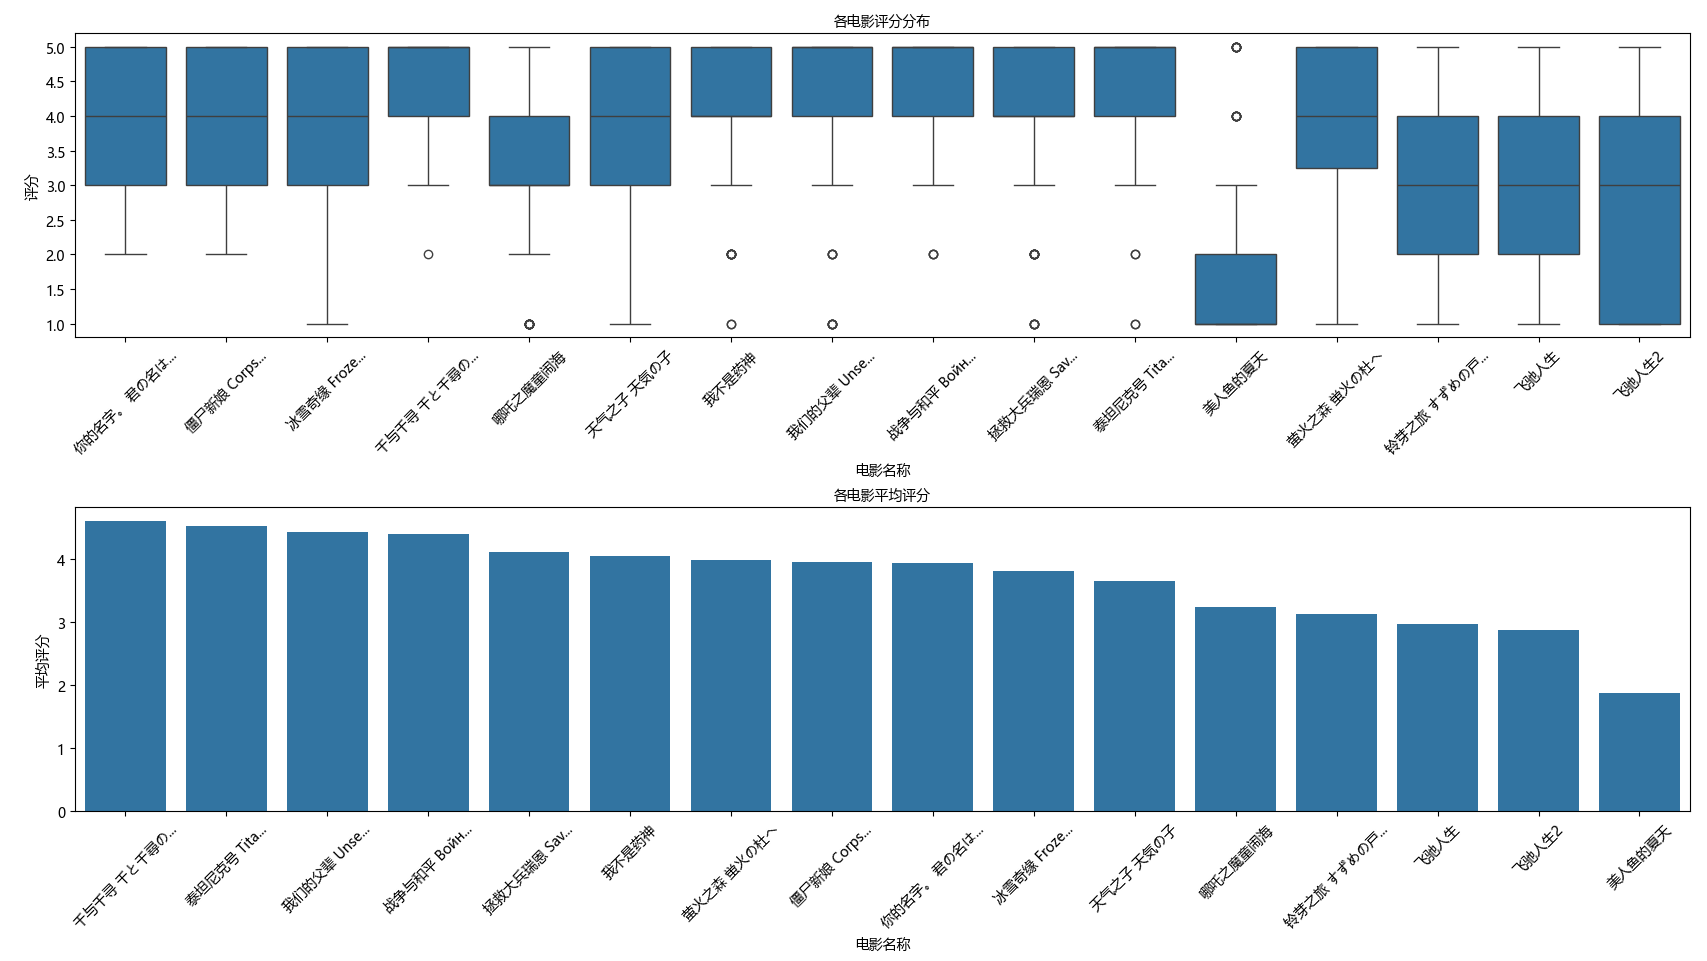 各电影评分分布
评分
5.0
4.5
4.0
3.5
3.0
2.5
2.0
1.5
1.0
你的名字。 君の名は...
僵尸新娘 Corps...
冰雪奇缘 Froze...
千与千寻 千と千尋の...
哪吒之魔童闹海
天气之子 天気の子
我不是药神
我们的父辈 Unse...
战争与和平 Войн...
拯救大兵瑞恩 Sav...
泰坦尼克号 Tita...
美人鱼的夏天
萤火之森 蛍火の杜へ
铃芽之旅 すずめの戸...
飞驰人生
飞驰人生2
电影名称
各电影平均评分
平均评分
4
3
2
1
0
千与千寻 千と千尋の...
泰坦尼克号 Tita...
我们的父辈 Unse...
战争与和平 Войн...
拯救大兵瑞恩 Sav...
我不是药神
萤火之森 蛍火の杜へ
僵尸新娘 Corps...
你的名字。 君の名は...
冰雪奇缘 Froze...
天气之子 天気の子
哪吒之魔童闹海
铃芽之旅 すずめの戸...
飞驰人生
飞驰人生2
美人鱼的夏天
电影名称